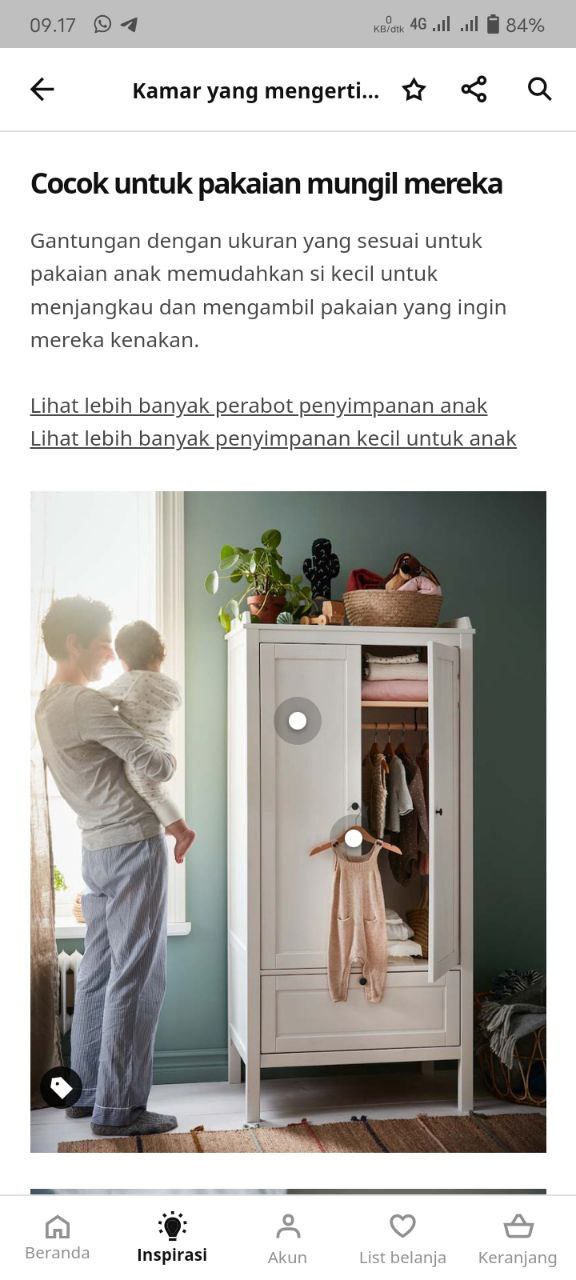 09.17
0
KB/dtk
4G
84%
Kamar yang mengerti...
Cocok untuk pakaian mungil mereka
Gantungan dengan ukuran yang sesuai untuk
pakaian anak memudahkan si kecil untuk
menjangkau dan mengambil pakaian yang ingin
mereka kenakan.
Lihat lebih banyak perabot penyimpanan anak
Lihat lebih banyak penyimpanan kecil untuk anak
Beranda
Inspirasi
Akun
List belanja
Keranjang